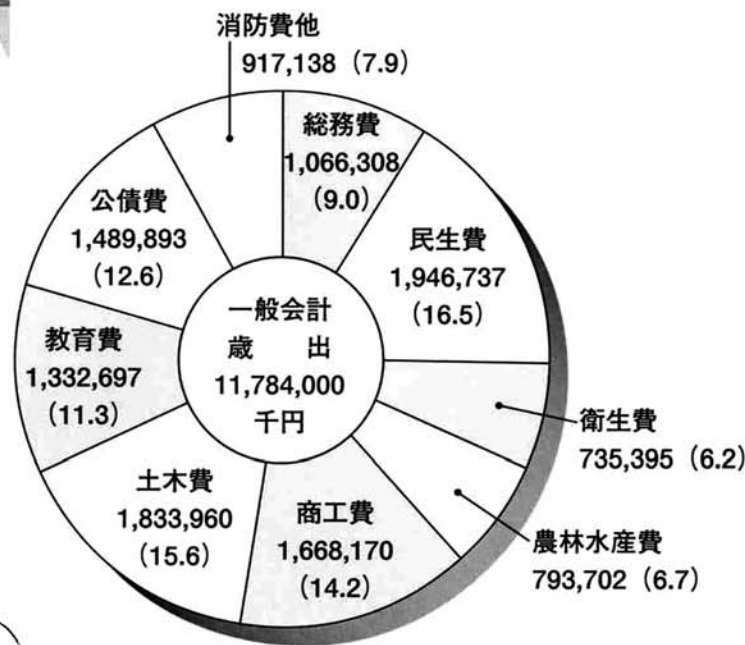 消防費他
917,138（7.9）
総務費
1,066,308
(9.0)
民生費
1,946,737
(16.5)
衛生費
735,395（6.2）
農林水産費
793,702（6.7）
商工費
1,668,170
(14.2)
土木費
1,833,960
(15.6)
教育費
1,332,697
(11.3)
公債費
1,489,893
(12.6)
一般会計
歳　出
11,784,000
千円